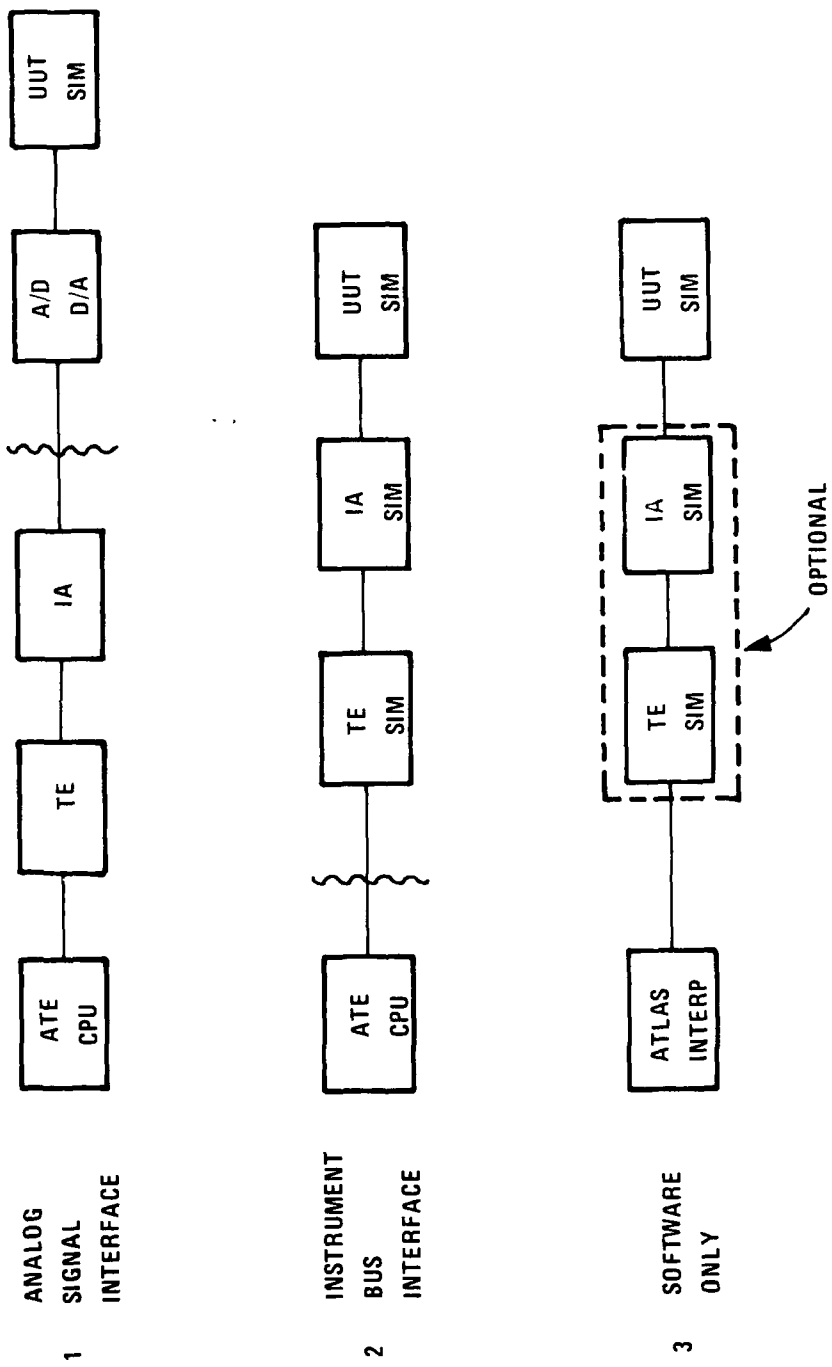 1 ANALOG
SIGNAL
INTERFACE
ATE
CPU
TE
IA
A/D
D/A
UUT
SIM
2 INSTRUMENT
BUS
INTERFACE
ATE
CPU
TE
SIM
IA
SIM
UUT
SIM
3 SOFTWARE
ONLY
ATLAS
INTERP
TE
SIM
IA
SIM
UUT
SIM
OPTIONAL